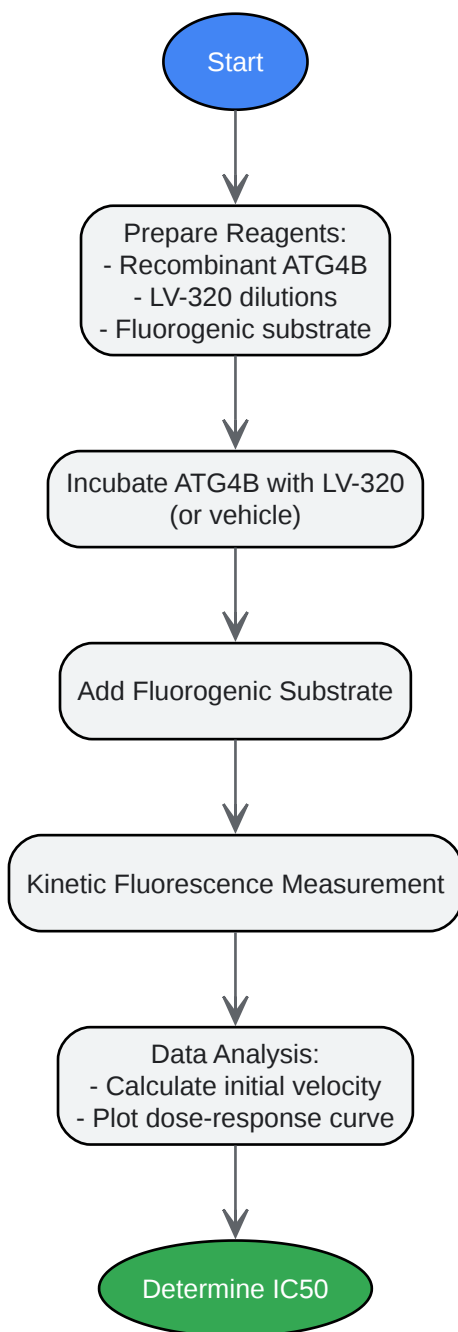 Start
Prepare Reagents:
- Recombinant ATG4B
- LV-320 dilutions
- Fluorogenic substrate
Incubate ATG4B with LV-320
(or vehicle)
Add Fluorogenic Substrate
Kinetic Fluorescence Measurement
Data Analysis:
- Calculate initial velocity
- Plot dose-response curve
Determine IC50